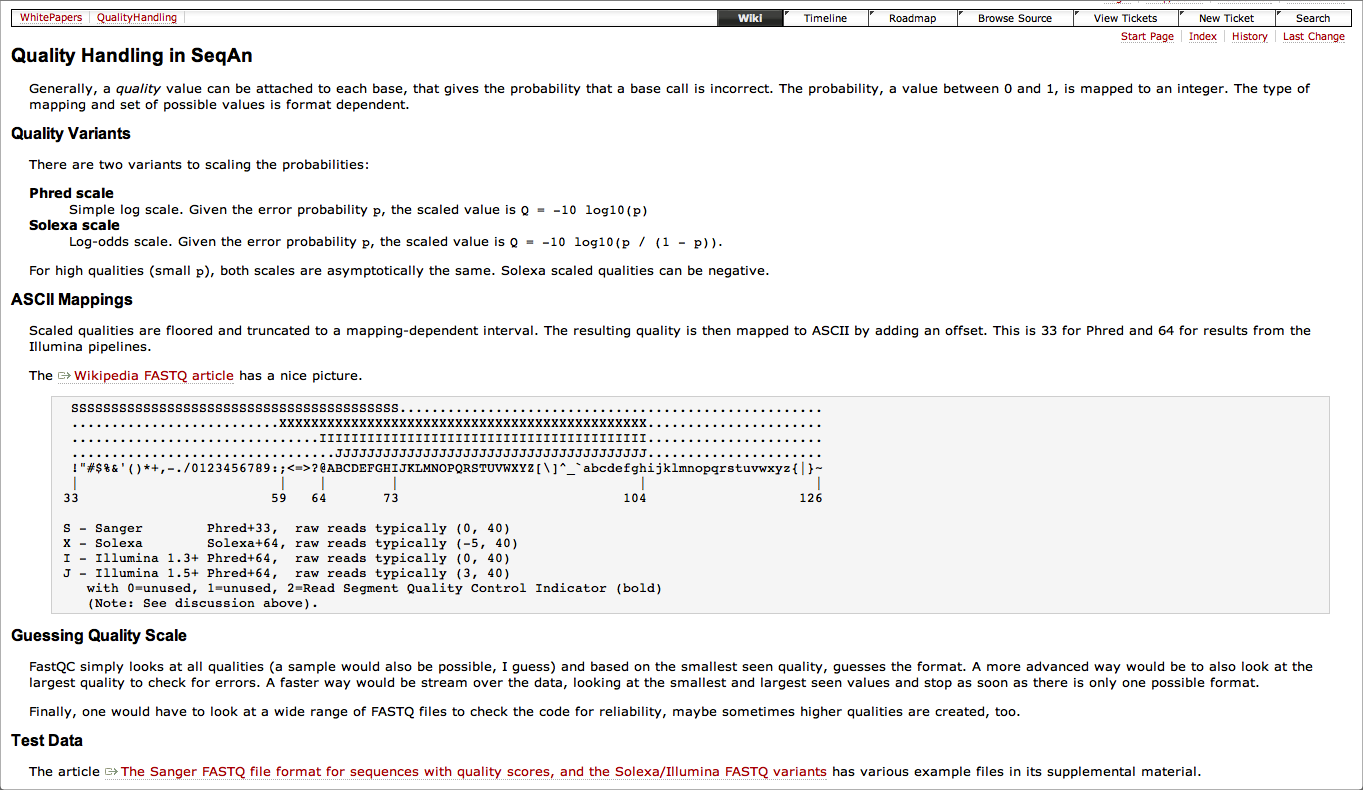 WhitePapers QualityHandling Wiki Timeline Roadmap Browse Source View Tickets New Ticket Search
Start Page Index History Last Change
Quality Handling in SeqAn
Generally, a quality value can be attached to each base, that gives the probability that a base call is incorrect. The probability, a value between 0 and 1, is mapped to an integer. The type of
mapping and set of possible values is format dependent.
Quality Variants
There are two variants to scaling the probabilities:
Phred scale
Simple log scale. Given the error probability p, the scaled value is Q = -10 log10(p)
Solexa scale
Log-odds scale. Given the error probability p, the scaled value is Q = -10 log10(p / (1 - p)).
For high qualities (small p), both scales are asymptotically the same. Solexa scaled qualities can be negative.
ASCII Mappings
Scaled qualities are floored and truncated to a mapping-dependent interval. The resulting quality is then mapped to ASCII by adding an offset. This is 33 for Phred and 64 for results from the
Illumina pipelines.
The Wikipedia FASTQ article has a nice picture.
SSSSSSSSSSSSSSSSSSSSSSSSSSSSSSSSSSSSSSSSS.....................................................
..........................XXXXXXXXXXXXXXXXXXXXXXXXXXXXXXXXXXXXXXXXXXXXXX......................
...............................IIIIIIIIIIIIIIIIIIIIIIIIIIIIIIIIIIIIIIIII......................
.................................JJJJJJJJJJJJJJJJJJJJJJJJJJJJJJJJJJJJJJJ......................
!"#$%&'()*+,-./0123456789:;<=>?@ABCDEFGHIJKLMNOPQRSTUVWXYZ[\]^_`abcdefghijklmnopqrstuvwxyz{|}~
| | | | | |
33 59 64 73 104 126
S - Sanger Phred+33, raw reads typically (0, 40)
X - Solexa Solexa+64, raw reads typically (-5, 40)
I - Illumina 1.3+ Phred+64, raw reads typically (0, 40)
J - Illumina 1.5+ Phred+64, raw reads typically (3, 40)
with 0=unused, 1=unused, 2=Read Segment Quality Control Indicator (bold)
(Note: See discussion above).
Guessing Quality Scale
FastQC simply looks at all qualities (a sample would also be possible, I guess) and based on the smallest seen quality, guesses the format. A more advanced way would be to also look at the
largest quality to check for errors. A faster way would be stream over the data, looking at the smallest and largest seen values and stop as soon as there is only one possible format.
Finally, one would have to look at a wide range of FASTQ files to check the code for reliability, maybe sometimes higher qualities are created, too.
Test Data
The article The Sanger FASTQ file format for sequences with quality scores, and the Solexa/Illumina FASTQ variants has various example files in its supplemental material.